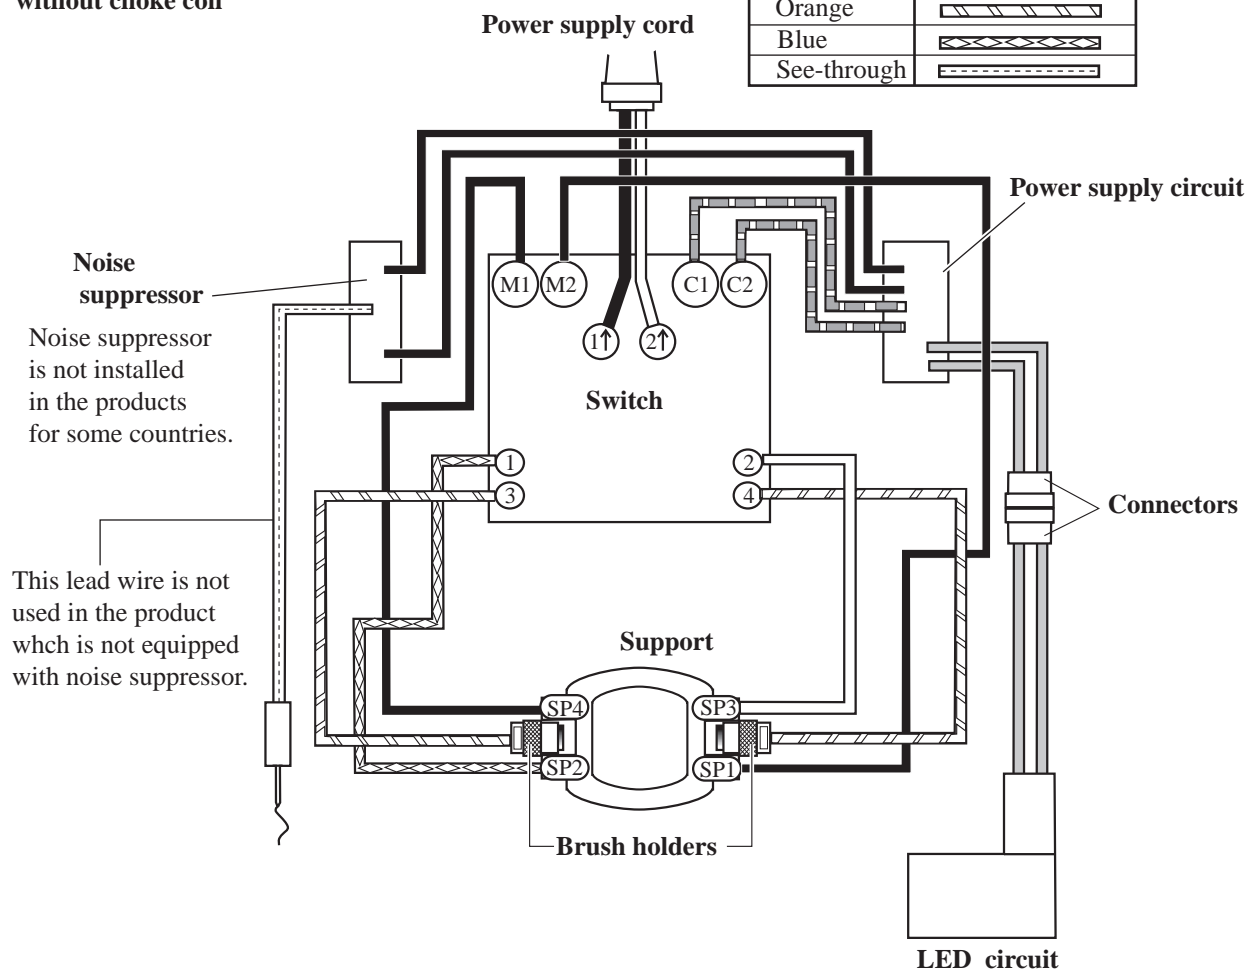 without choke coil
Power supply cord
Orange
Blue
See-through
Power supply circuit
Noise
suppressor
Noise suppressor
is not installed
in the products
for some countries.
M1
M2
C1
C2
1↑
2↑
Switch
1
2
3
4
Connectors
This lead wire is not
used in the product
whch is not equipped
with noise suppressor.
Support
SP4
SP3
SP2
SP1
Brush holders
LED circuit